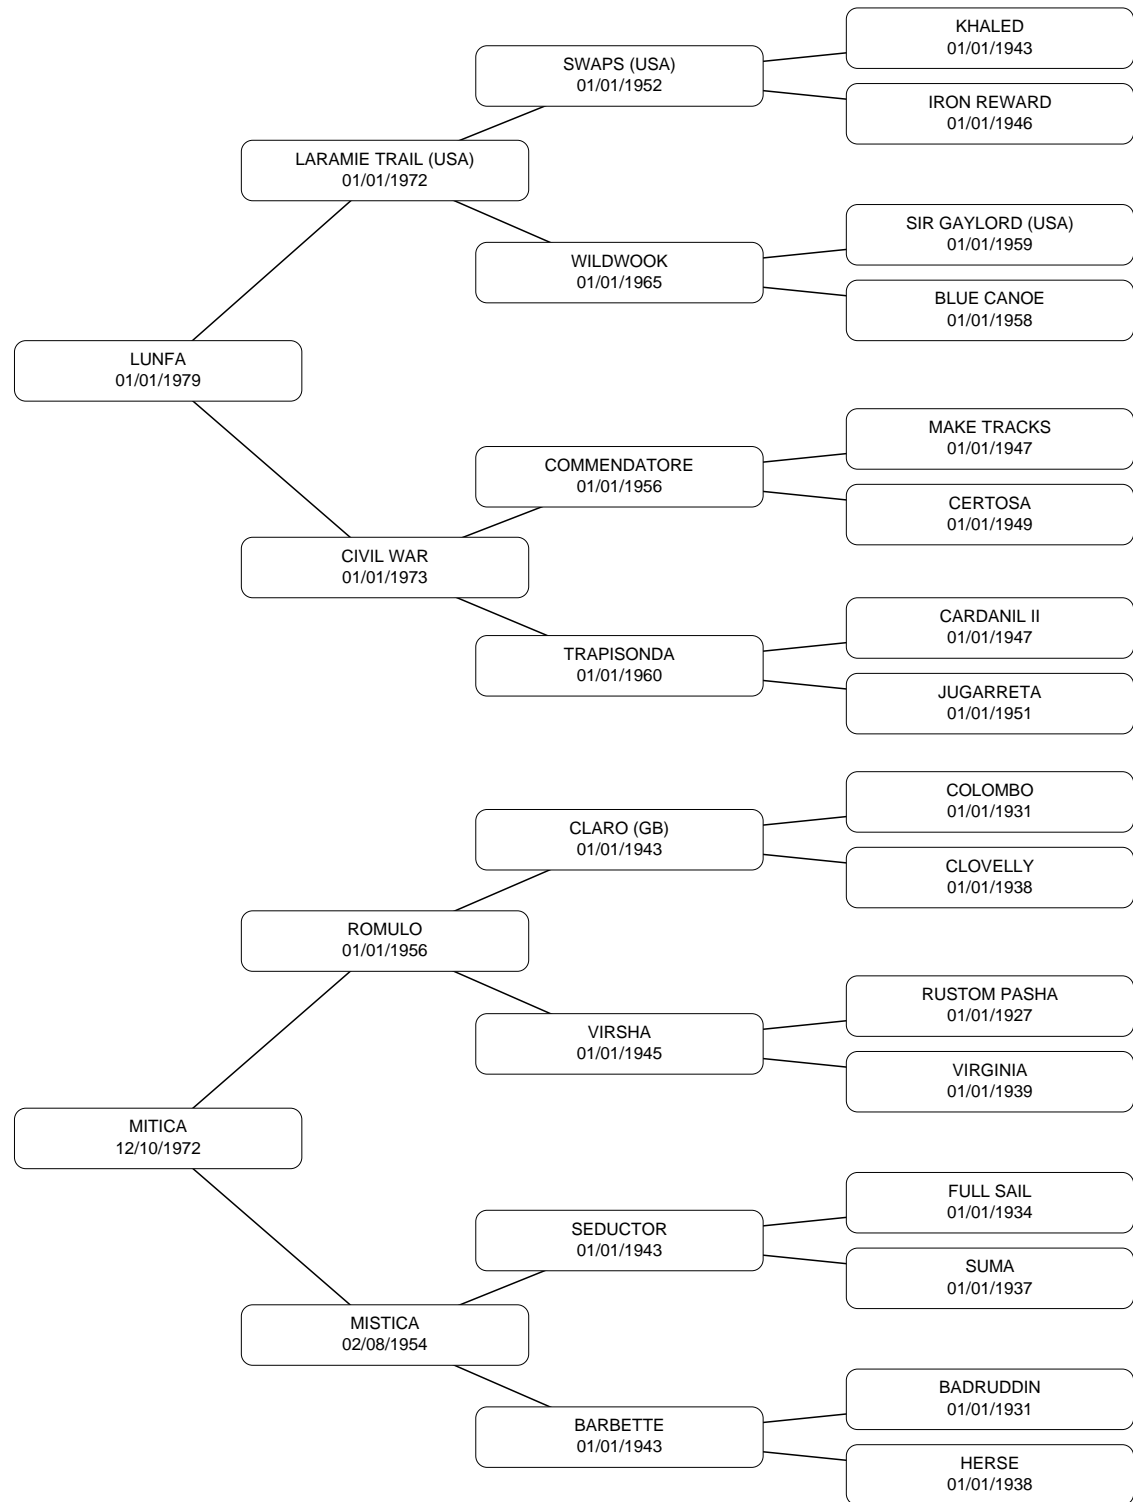 KHALED
01/01/1943
SWAPS (USA)
01/01/1952
IRON REWARD
01/01/1946
LARAMIE TRAIL (USA)
01/01/1972
SIR GAYLORD (USA)
01/01/1959
WILDWOOK
01/01/1965
BLUE CANOE
01/01/1958
LUNFA
01/01/1979
MAKE TRACKS
01/01/1947
COMMENDATORE
01/01/1956
CERTOSA
01/01/1949
CIVIL WAR
01/01/1973
CARDANIL II
01/01/1947
TRAPISONDA
01/01/1960
JUGARRETA
01/01/1951
COLOMBO
01/01/1931
CLARO (GB)
01/01/1943
CLOVELLY
01/01/1938
ROMULO
01/01/1956
RUSTOM PASHA
01/01/1927
VIRSHA
01/01/1945
VIRGINIA
01/01/1939
MITICA
12/10/1972
FULL SAIL
01/01/1934
SEDUCTOR
01/01/1943
SUMA
01/01/1937
MISTICA
02/08/1954
BADRUDDIN
01/01/1931
BARBETTE
01/01/1943
HERSE
01/01/1938